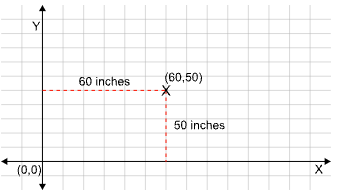 Y
(60,50)
60 inches
50 inches
(0,0)
X